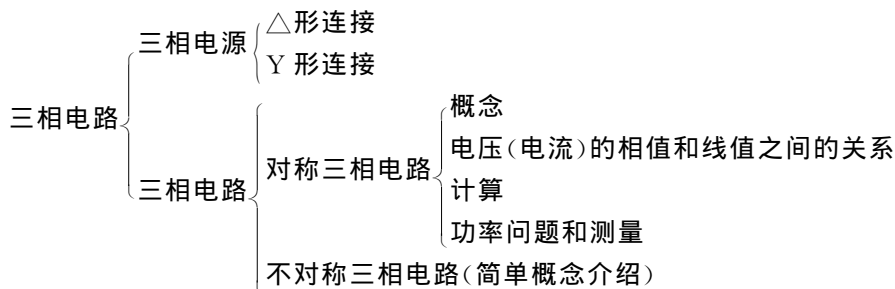 三相电路
三相电源
△形连接
Y 形连接
三相电路
对称三相电路
概念
电压(电流)的相值和线值之间的关系
计算
功率问题和测量
不对称三相电路(简单概念介绍)